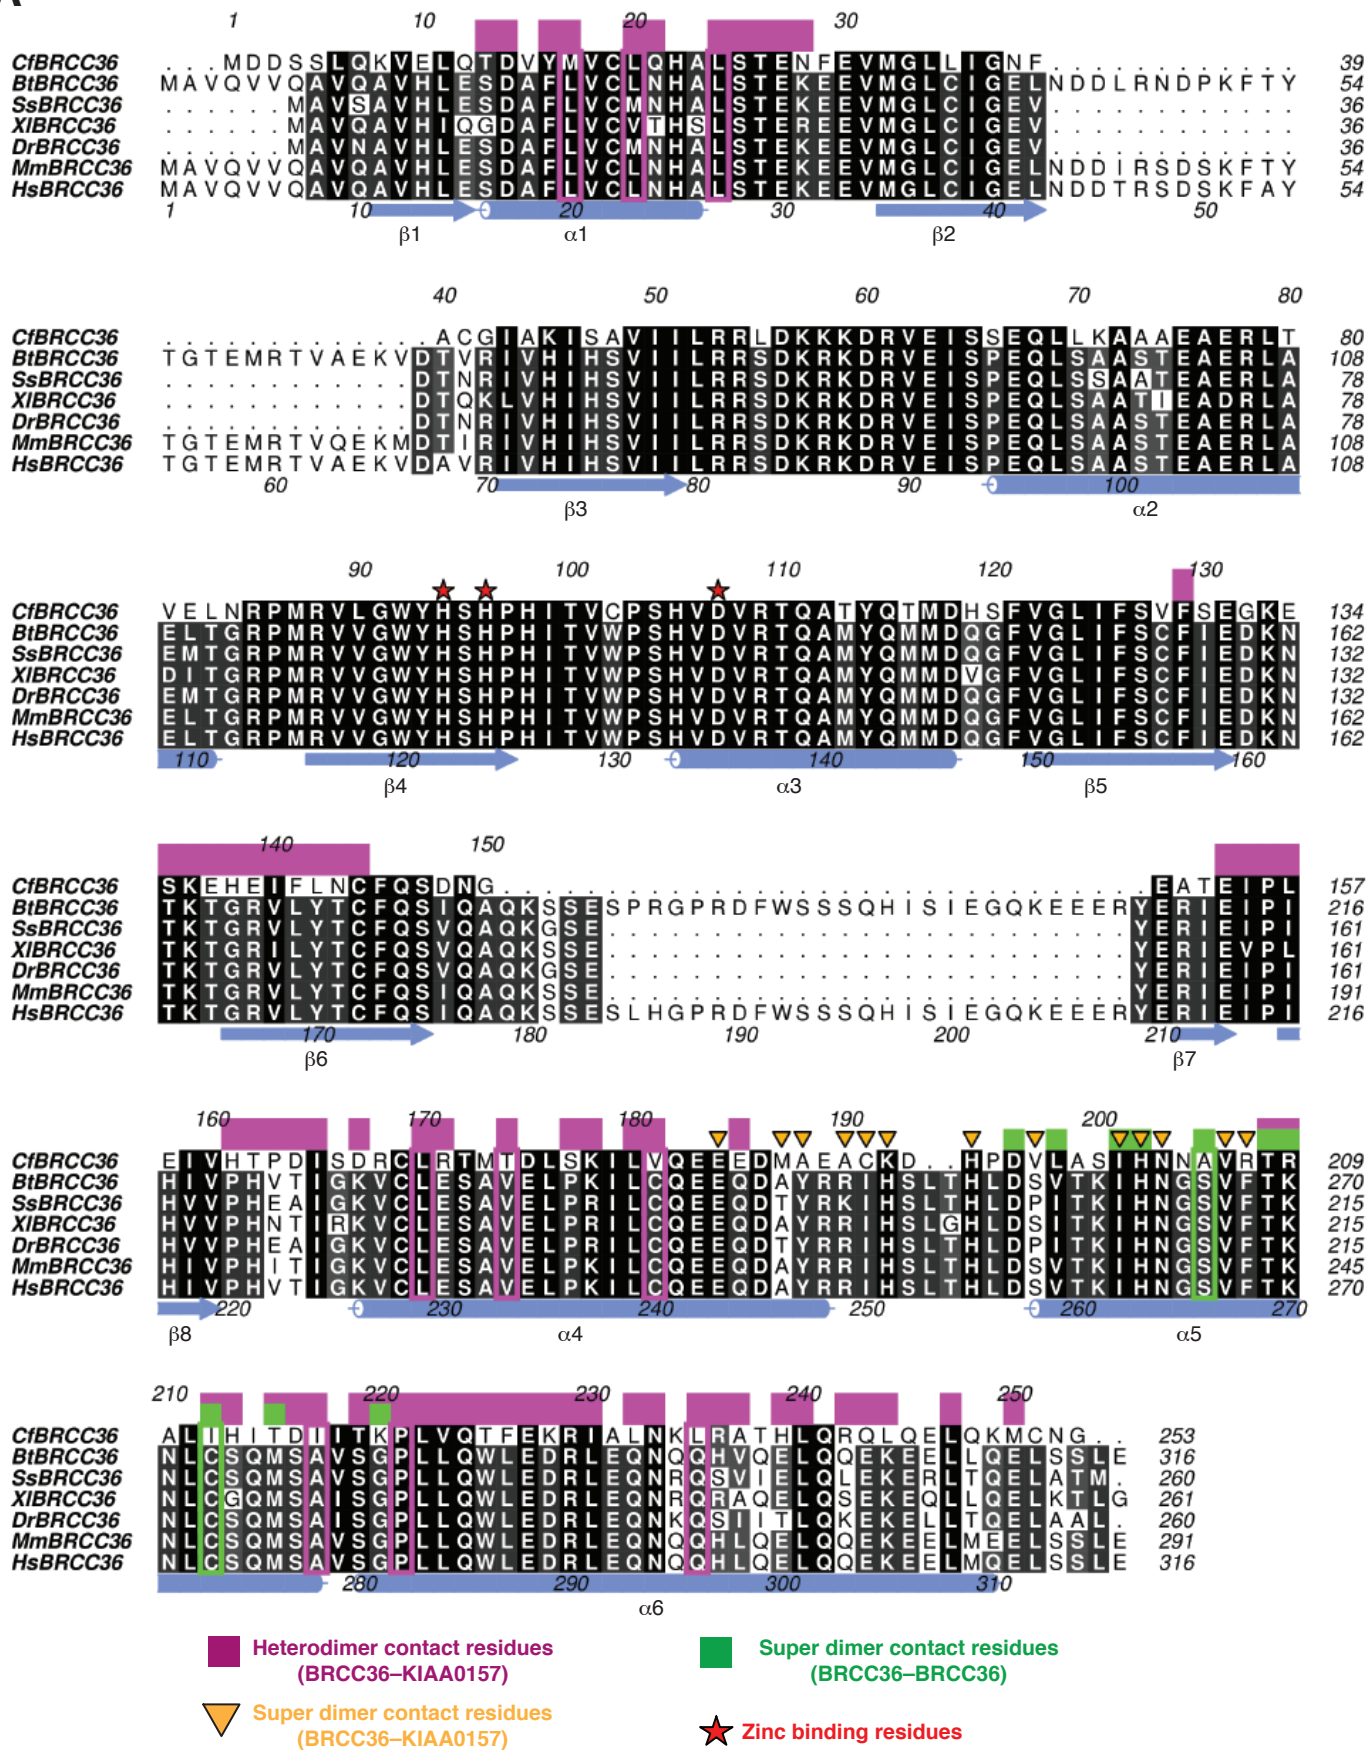 1 10 20 30
CfBRCC36 ...MDDSSLQKVELQTDVYMVCLQHALSTENFEVMGLLIGNF............ 39
BtBRCC36 MAVQVVQAVQAVHLESDAFLVCLNHALSTEKEEVMGLCIGELNDDLRNDPKFTY 54
SsBRCC36 ......MAVSAVHLESDAFLVCMNHALSTEKEEVMGLCIGEV............ 36
XlBRCC36 ......MAVQAVHIQGDAFLVCVTHSLSTEREEVMGLCIGEV............ 36
DrBRCC36 ......MAVNAVHLESDAFLVCMNHALSTEKEEVMGLCIGEV............ 36
MmBRCC36 MAVQVVQAVQAVHLESDAFLVCLNHALSTEKEEVMGLCIGELNDDIRSDSKFTY 54
HsBRCC36 MAVQVVQAVQAVHLESDAFLVCLNHALSTEKEEVMGLCIGELNDDTRSDSKFAY 54
1 10 20 30 40 50
β1 α1 β2
40 50 60 70 80
CfBRCC36 .............ACGIAKISAVIILRRLDKKKDRVEISSEQLLKAAAEAERLT 80
BtBRCC36 TGTEMRTVAEKVDTVRIVHIHSVIILRRSDKRKDRVEISPEQLSAASTEAERLA 108
SsBRCC36 ............DTNRIVHIHSVIILRRSDKRKDRVEISPEQLSSAATEAERLA 78
XlBRCC36 ............DTQKLVHIHSVIILRRSDKRKDRVEISPEQLSAATIEADRLA 78
DrBRCC36 ............DTNRIVHIHSVIILRRSDKRKDRVEISPEQLSAASTEAERLA 78
MmBRCC36 TGTEMRTVQEKMDTIRIVHIHSVIILRRSDKRKDRVEISPEQLSAASTEAERLA 108
HsBRCC36 TGTEMRTVAEKVDAVRIVHIHSVIILRRSDKRKDRVEISPEQLSAASTEAERLA 108
60 70 80 90 100
β3 α2
90 100 110 120 130
CfBRCC36 VELNRPMRVLGWYHSHPHITVCPSHVDVRTQATYQTMDHSFVGLIFSVFSEGKE 134
BtBRCC36 ELTGRPMRVVGWYHSHPHITVWPSHVDVRTQAMYQMMDQGFVGLIFSCFIEDKN 162
SsBRCC36 EMTGRPMRVVGWYHSHPHITVWPSHVDVRTQAMYQMMDQGFVGLIFSCFIEDKN 132
XlBRCC36 DITGRPMRVVGWYHSHPHITVWPSHVDVRTQAMYQMMDVGFVGLIFSCFIEDKN 132
DrBRCC36 EMTGRPMRVVGWYHSHPHITVWPSHVDVRTQAMYQMMDQGFVGLIFSCFIEDKN 132
MmBRCC36 ELTGRPMRVVGWYHSHPHITVWPSHVDVRTQAMYQMMDQGFVGLIFSCFIEDKN 162
HsBRCC36 ELTGRPMRVVGWYHSHPHITVWPSHVDVRTQAMYQMMDQGFVGLIFSCFIEDKN 162
110 120 130 140 150 160
β4 α3 β5
140 150
CfBRCC36 SKEHEIFLNCFQSDNG...............................EATEIPL 157
BtBRCC36 TKTGRVLYTCFQSIQAQKSSESPRGPRDFWSSSQHISIEGQKEEERYERIEIPI 216
SsBRCC36 TKTGRVLYTCFQSVQAQKGSE.........................YERIEIPI 161
XlBRCC36 TKTGRILYTCFQSVQAQKSSE.........................YERIEVPL 161
DrBRCC36 TKTGRVLYTCFQSVQAQKGSE.........................YERIEIPI 161
MmBRCC36 TKTGRVLYTCFQSIQAQKSSE.........................YERIEIPI 191
HsBRCC36 TKTGRVLYTCFQSIQAQKSSESLHGPRDFWSSSQHISIEGQKEEERYERIEIPI 216
170 180 190 200 210
β6 β7
160 170 180 190 200
CfBRCC36 EIVHTPDISDRCLRTMTDLSKILVQEEEDMAEACKD..HPDVLASIHNNAVRTR 209
BtBRCC36 HIVPHVTIGKVCLESAVELPKILCQEEQDAYRRIHSLTHLDSVTKIHNGSVFTK 270
SsBRCC36 HVVPHEAIGKVCLESAVELPKILCQEEQDTYRRIHSLTHLDPVTKIHNGSVFTK 215
XlBRCC36 HVVPHNTIRKVCLESAVELPRILCQEEQDAYRRIHSLGHLDSITKIHNGSVFTK 215
DrBRCC36 HVVPHEAIGKVCLESAVELPRILCQEEQDTYRRIHSLTHLDPITKIHNGSVFTK 215
MmBRCC36 HIVPHITIGKVCLESAVELPKILCQEEQDAYRRIHSLTHLDSVTKIHNGSVFTK 245
HsBRCC36 HIVPHVTIGKVCLESAVELPKILCQEEQDAYRRIHSLTHLDSVTKIHNGSVFTK 270
220 230 240 250 260 270
β8 α4 α5
210 220 230 240 250
CfBRCC36 ALIHITDIITKPLVQTFEKRIALNKLRATHLQRQLQELQKMCNG.. 253
BtBRCC36 NLCSQMSAVSGPLLQWLEDRLEQNQQHVQELQQEKEELLQELSSLE 316
SsBRCC36 NLCSQMSAVSGPLLQWLEDRLEQNRQSVIELQLEKERLTQELATM. 260
XlBRCC36 NLCGQMSAISGPLLQWLEDRLEQNRQRAQELQSEKEQLLQELKTLG 261
DrBRCC36 NLCSQMSAVSGPLLQWLEDRLEQNKQSIITLQKEKELLTQELAAL. 260
MmBRCC36 NLCSQMSAVSGPLLQWLEDRLEQNQQHLQELQQEKEELMEELSSLE 291
HsBRCC36 NLCSQMSAVSGPLLQWLEDRLEQNQQHLQELQQEKEELMQELSSLE 316
280 290 300 310
α6
Heterodimer contact residues
(BRCC36–KIAA0157)
Super dimer contact residues
(BRCC36–BRCC36)
Super dimer contact residues
(BRCC36–KIAA0157)
Zinc binding residues